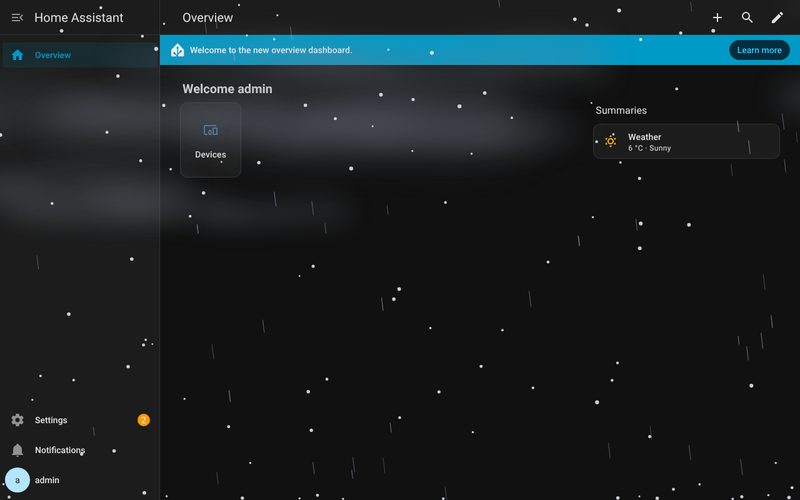 Home Assistant
Overview
Overview
Welcome to the new overview dashboard.
Learn more
Welcome admin
Devices
Summaries
Weather
6 °C · Sunny
Settings
2
Notifications
a
admin